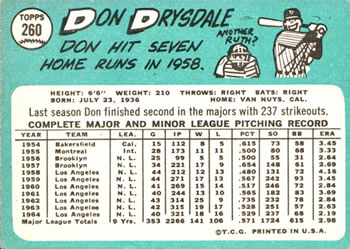 TOPPS
260
DON DRYSDALE
DON HIT SEVEN
HOME RUNS IN 1958.
ANOTHER
RUTH?
D
HEIGHT: 6'6" WEIGHT: 210 THROWS: RIGHT BATS: RIGHT
BORN: JULY 23, 1936 HOME: VAN NUYS, CAL.
Last season Don finished second in the majors with 237 strikeouts.
COMPLETE MAJOR AND MINOR LEAGUE PITCHING RECORD
YEAR TEAM LEA. G IP W L PCT. SO BB ERA
1954 Bakersfield Cal. 15 112 8 5 .615 73 58 3.45
1955 Montreal Int. 28 173 11 11 .500 80 3.33
1956 Brooklyn N.L. 25 99 5 5 .500 55 31 2.64
1957 Brooklyn N.L. 34 221 17 9 .654 148 61 2.69
1958 Los Angeles N.L. 44 212 12 13 .480 131 72
1959 Los Angeles N.L. 44 271 17 13 .567 242 93
1960 Los Angeles N.L. 41 269 15 14 .517 246 72 2.84
1961 Los Angeles N.L. 40 244 13 10 .565 182 83 3.69
1962 Los Angeles N.L. 43 314 25 9 .735 232 78
1963 Los Angeles N.L. 42 315 19 17 .528 251 57 2.63
1964 Los Angeles N.L. 40 321 18 16 .529 237 68
Major League Totals 9 Yrs. 353 2266 141 106 .571 1724 615 2.98
©T.C.G. PRINTED IN U.S.A.